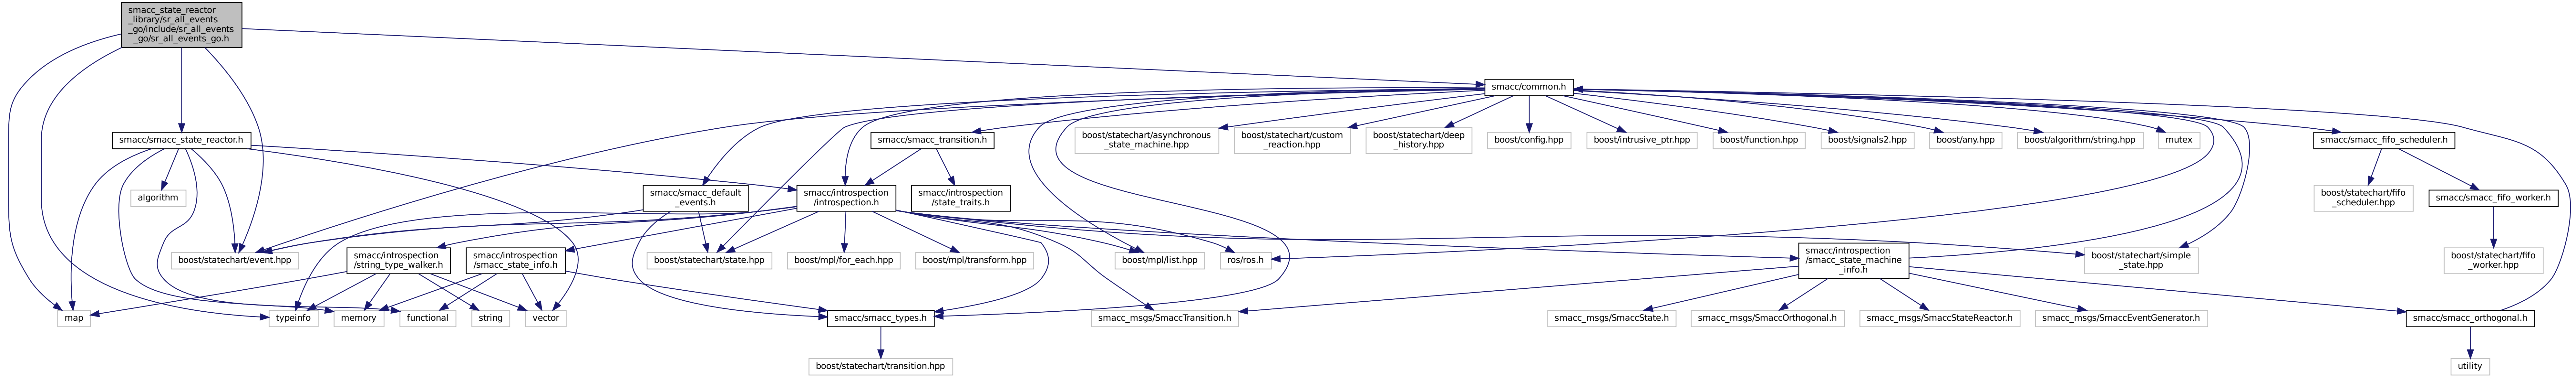 smacc_state_reactor
_library/sr_all_events
_go/include/sr_all_events
_go/sr_all_events_go.h
smacc/common.h
smacc/smacc_state_reactor.h
smacc/smacc_transition.h
boost/statechart/asynchronous
_state_machine.hpp
boost/statechart/custom
_reaction.hpp
boost/statechart/deep
_history.hpp
boost/config.hpp
boost/intrusive_ptr.hpp
boost/function.hpp
boost/signals2.hpp
boost/any.hpp
boost/algorithm/string.hpp
mutex
smacc/smacc_fifo_scheduler.h
algorithm
smacc/smacc_default
_events.h
smacc/introspection
/introspection.h
smacc/introspection
/state_traits.h
boost/statechart/fifo
_scheduler.hpp
smacc/smacc_fifo_worker.h
boost/statechart/event.hpp
smacc/introspection
/string_type_walker.h
smacc/introspection
/smacc_state_info.h
boost/statechart/state.hpp
boost/mpl/for_each.hpp
boost/mpl/transform.hpp
boost/mpl/list.hpp
ros/ros.h
smacc/introspection
/smacc_state_machine
_info.h
boost/statechart/simple
_state.hpp
boost/statechart/fifo
_worker.hpp
map
typeinfo
memory
functional
string
vector
smacc/smacc_types.h
smacc_msgs/SmaccTransition.h
smacc_msgs/SmaccState.h
smacc_msgs/SmaccOrthogonal.h
smacc_msgs/SmaccStateReactor.h
smacc_msgs/SmaccEventGenerator.h
smacc/smacc_orthogonal.h
boost/statechart/transition.hpp
utility